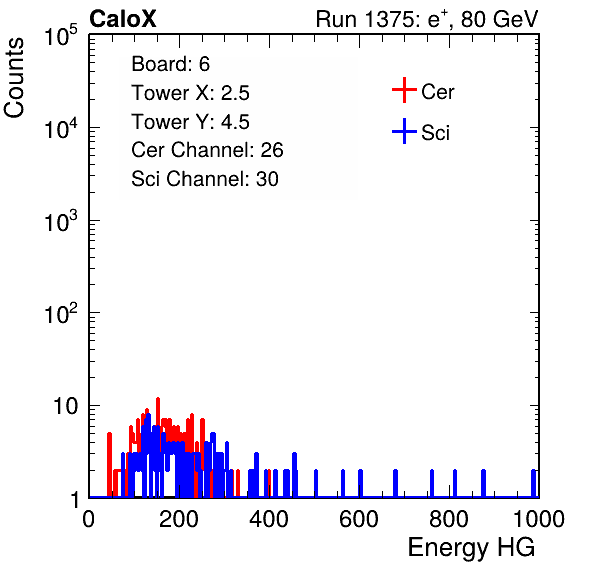 CaloX Run 1375: e⁺, 80 GeV
Counts
Board: 6
Tower X: 2.5
Tower Y: 4.5
Cer Channel: 26
Sci Channel: 30
Cer
Sci
10⁵
10⁴
10³
10²
10
1
0 200 400 600 800 1000
Energy HG